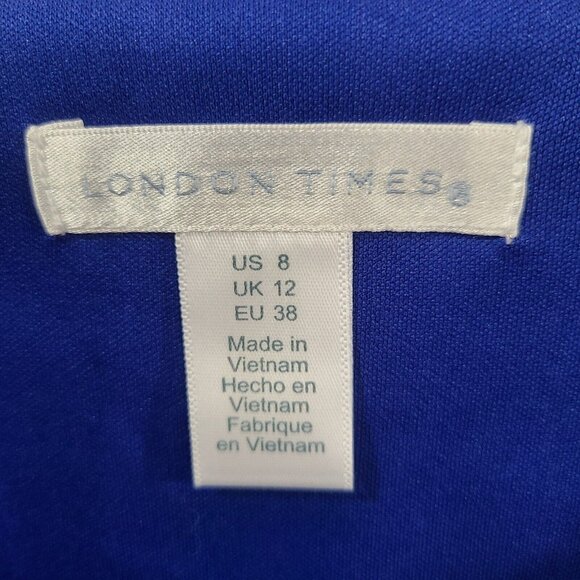 LONDON TIMES®
US 8
UK 12
EU 38
Made in
Vietnam
Hecho en
Vietnam
Fabrique
en Vietnam